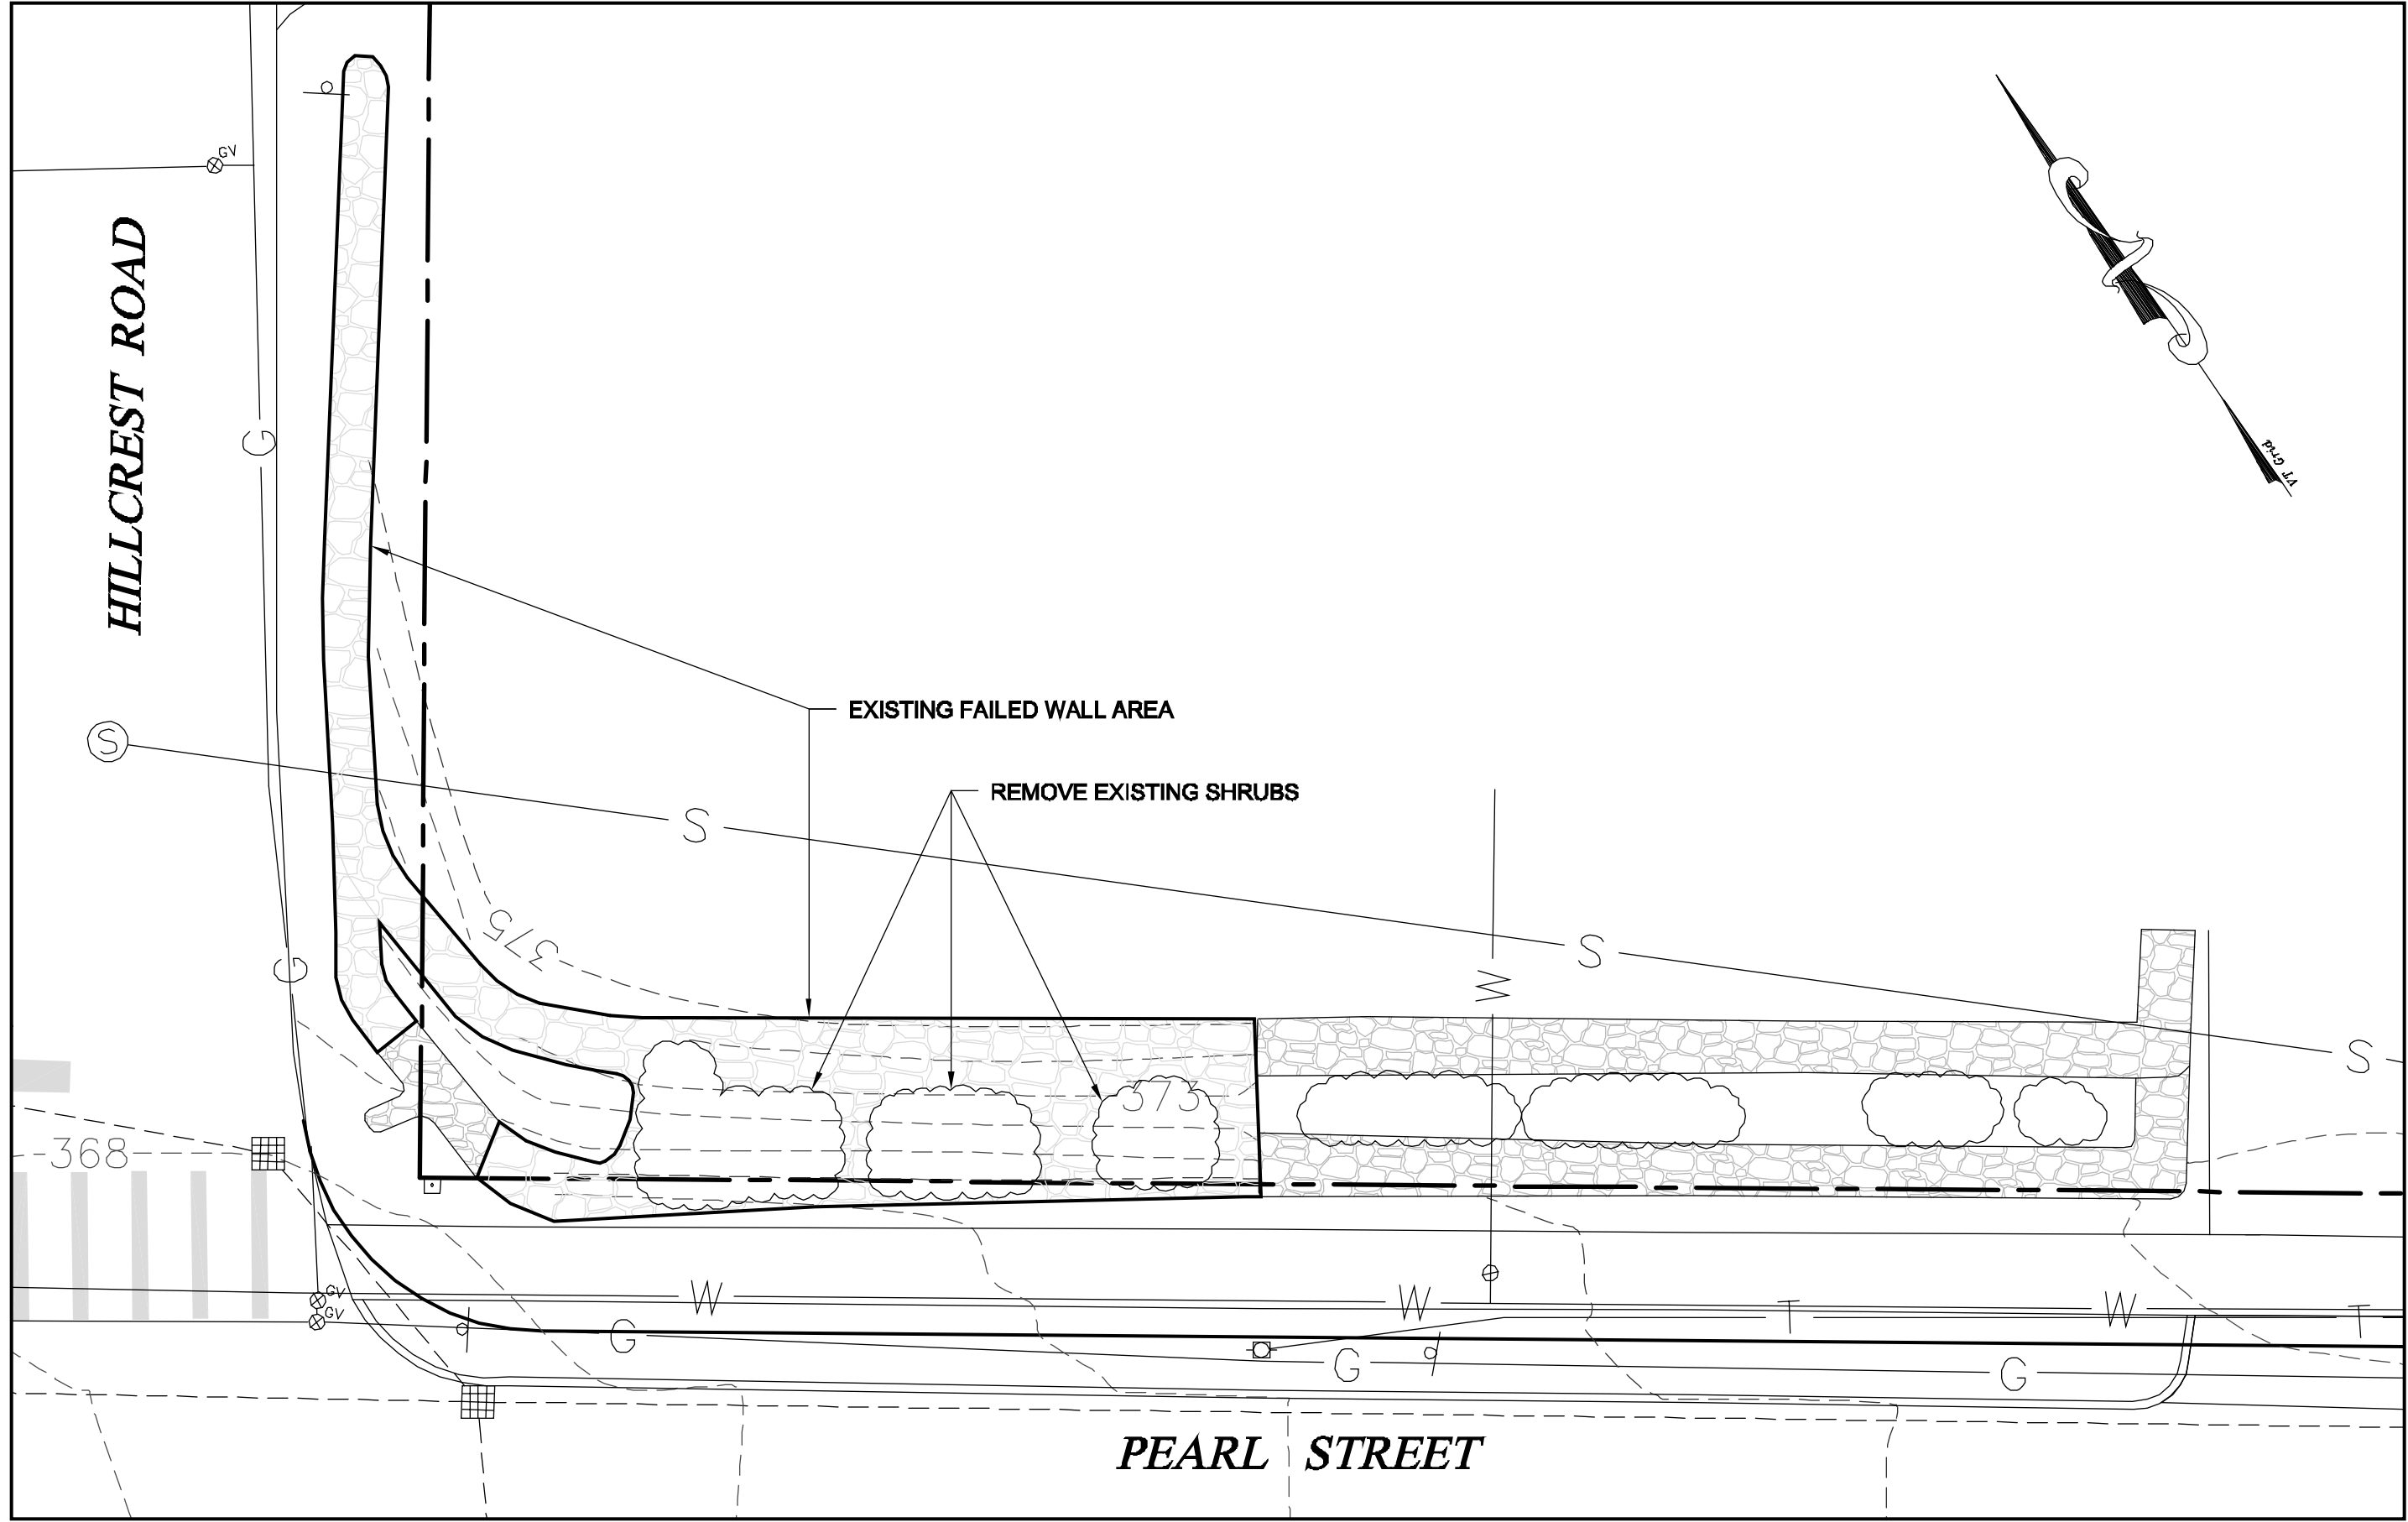 GV
HILLCREST ROAD
VT Grid
G
EXISTING FAILED WALL AREA
S
REMOVE EXISTING SHRUBS
S
375
G
S
W
S
373
368
GV
GV
W
W
T
W
T
G
G
G
PEARL STREET